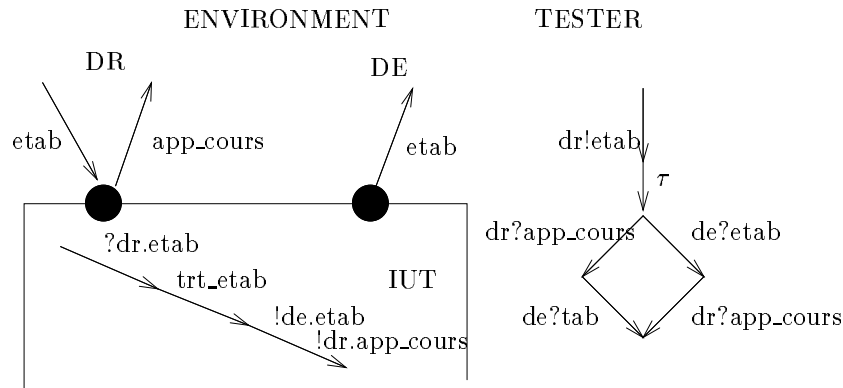 ENVIRONMENT TESTER
DR DE
etab app_cours etab dr!etab
τ
?dr.etab dr?app_cours de?etab
trt_etab IUT
!de.etab de?tab dr?app_cours
!dr.app_cours